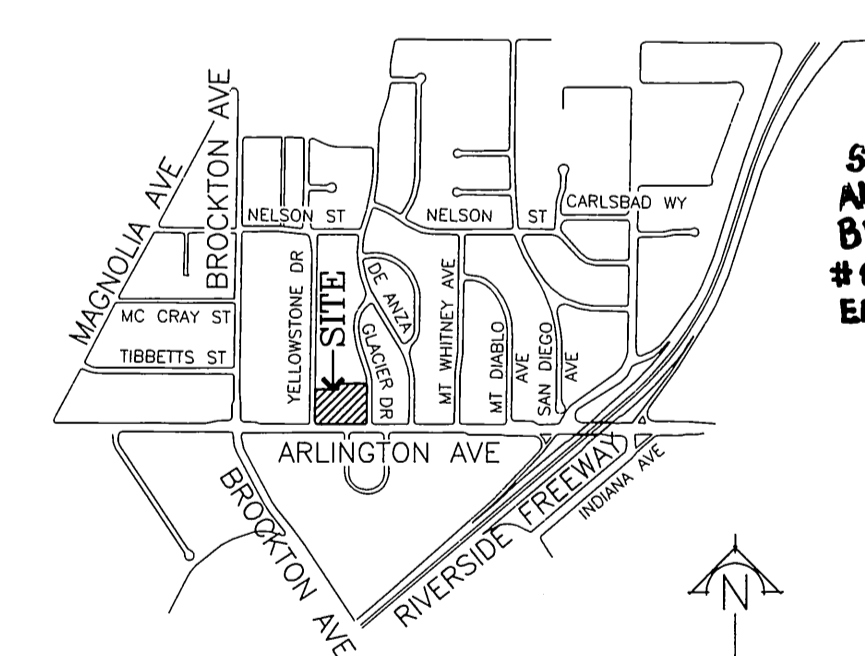 MAGNOLIA AVE
BROCKTON AVE
NELSON ST
NELSON ST
CARLSBAD WY
MC CRAY ST
TIBBETTS ST
YELLOWSTONE DR
SITE
DE ANZA
GLACIER DR
MT WHITNEY AVE
MT DIABLO AVE
SAN DIEGO AVE
ARLINGTON AVE
BROCKTON AVE
RIVERSIDE FREEWAY
INDIANA AVE
N